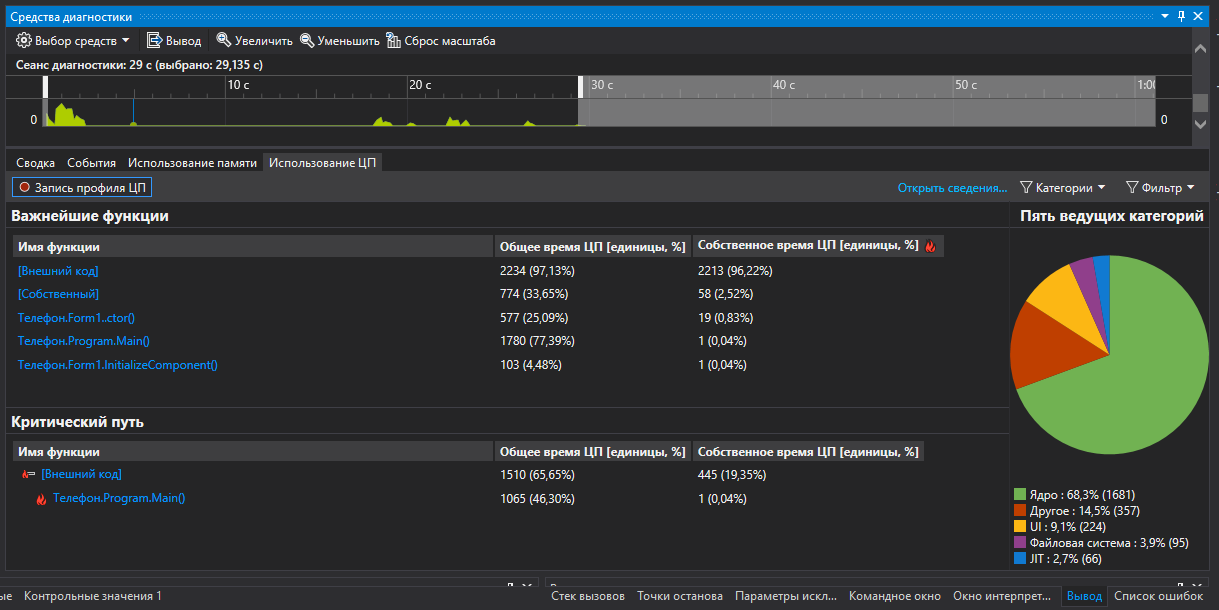 Средства диагностики
Выбор средств Вывод Увеличить Уменьшить Сброс масштаба
Сеанс диагностики: 29 с (выбрано: 29,135 с)
10 с 20 с 30 с 40 с 50 с 1:00
0 0
Сводка События Использование памяти Использование ЦП
Запись профиля ЦП Открыть сведения... Категории Фильтр
Важнейшие функции
Имя функции Общее время ЦП [единицы, %] Собственное время ЦП [единицы, %]
[Внешний код] 2234 (97,13%) 2213 (96,22%)
[Собственный] 774 (33,65%) 58 (2,52%)
Телефон.Form1..ctor() 577 (25,09%) 19 (0,83%)
Телефон.Program.Main() 1780 (77,39%) 1 (0,04%)
Телефон.Form1.InitializeComponent() 103 (4,48%) 1 (0,04%)
Критический путь
Имя функции Общее время ЦП [единицы, %] Собственное время ЦП [единицы, %]
[Внешний код] 1510 (65,65%) 445 (19,35%)
Телефон.Program.Main() 1065 (46,30%) 1 (0,04%)
Пять ведущих категорий
Ядро : 68,3% (1681)
Другое : 14,5% (357)
UI : 9,1% (224)
Файловая система : 3,9% (95)
JIT : 2,7% (66)
ые Контрольные значения 1 Стек вызовов Точки останова Параметры искл... Командное окно Окно интерпрет... Вывод Список ошибок